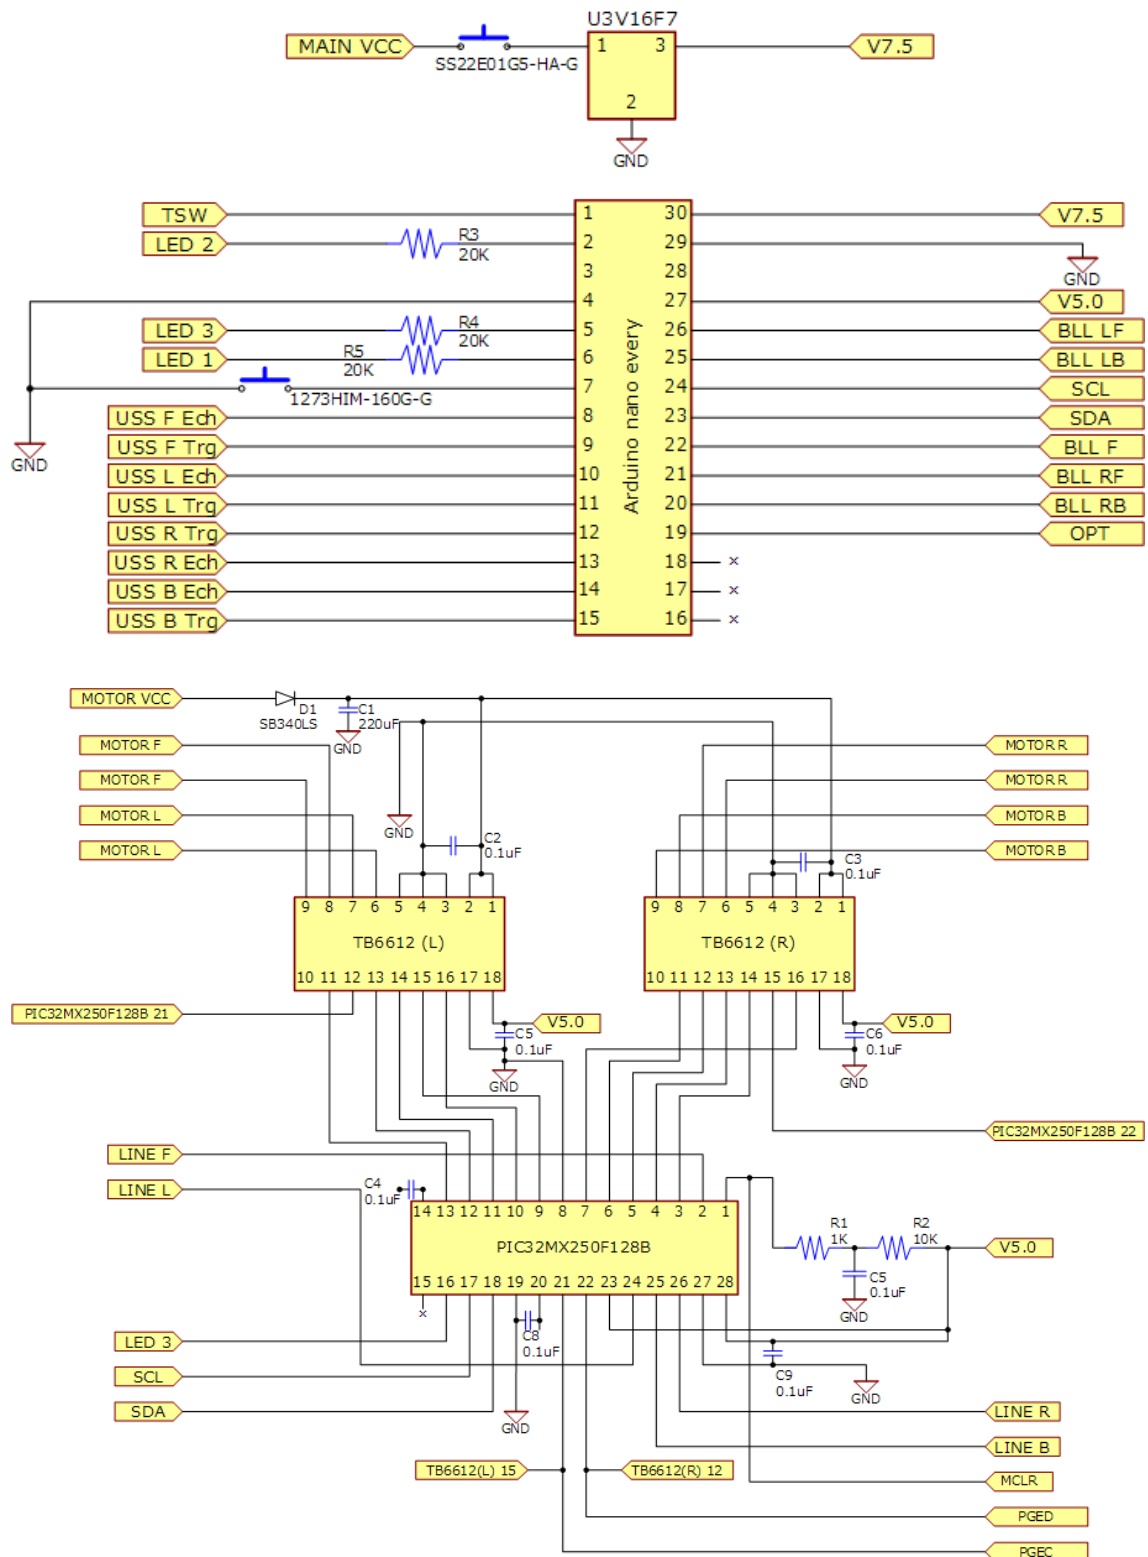 U3V16F7
MAIN VCC
SS22E01G5-HA-G
1 3
2
V7.5
GND
TSW 1 30 V7.5
LED 2 R3 20K 2 29 GND
3 28
4 27 V5.0
LED 3 R4 20K 5 26 BLL LF
LED 1 R5 20K 6 25 BLL LB
1273HIM-160G-G 7 24 SCL
GND
USS F Ech 8 23 SDA
USS F Trg 9 22 BLL F
USS L Ech 10 21 BLL RF
USS L Trg 11 20 BLL RB
USS R Trg 12 19 OPT
USS R Ech 13 18 x
USS B Ech 14 17 x
USS B Trg 15 16 x
Arduino nano every
MOTOR VCC
D1
SB340LS
C1
220uF
GND
MOTOR F
MOTOR F
MOTOR L
MOTOR L
MOTOR R
MOTOR R
MOTOR B
MOTOR B
GND
C2
0.1uF
C3
0.1uF
9 8 7 6 5 4 3 2 1
TB6612 (L)
10 11 12 13 14 15 16 17 18
9 8 7 6 5 4 3 2 1
TB6612 (R)
10 11 12 13 14 15 16 17 18
PIC32MX250F128B 21
V5.0
C5
0.1uF
GND
V5.0
C6
0.1uF
GND
PIC32MX250F128B 22
LINE F
LINE L
C4
0.1uF
14 13 12 11 10 9 8 7 6 5 4 3 2 1
PIC32MX250F128B
15 16 17 18 19 20 21 22 23 24 25 26 27 28
x
R1
1K
R2
10K
V5.0
C5
0.1uF
GND
C8
0.1uF
GND
C9
0.1uF
GND
LED 3
SCL
SDA
LINE R
LINE B
TB6612(L) 15
TB6612(R) 12
MCLR
PGED
PGEC